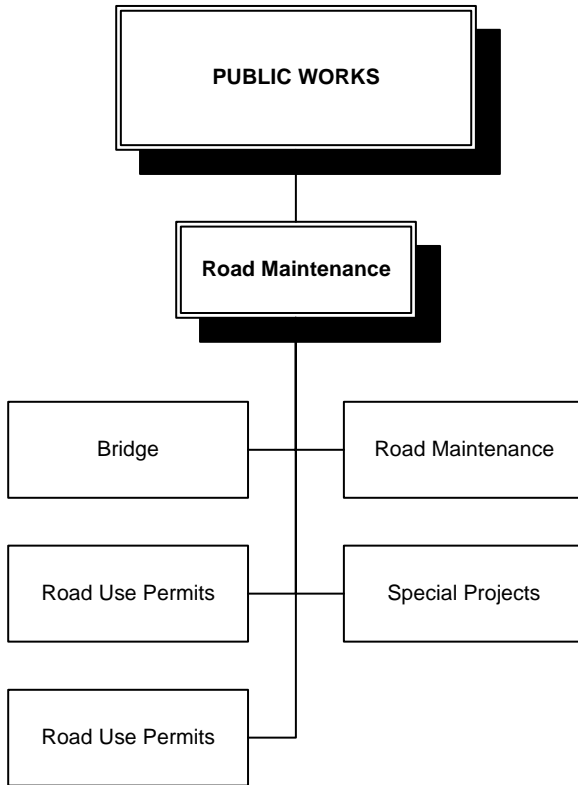 PUBLIC WORKS
Road Maintenance
Bridge
Road Maintenance
Road Use Permits
Special Projects
Road Use Permits